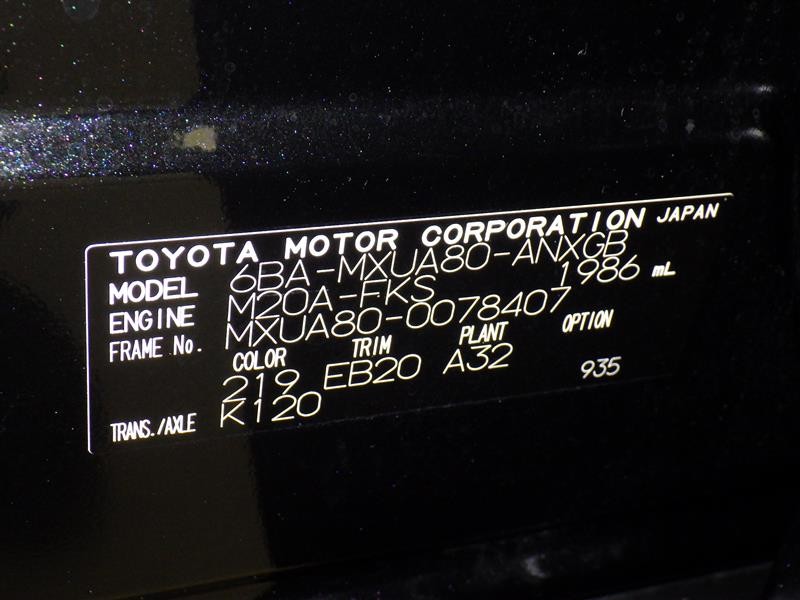 TOYOTA MOTOR CORPORATION JAPAN
MODEL 6BA-MXUA80-ANXGB
ENGINE M20A-FKS 1986 mL
FRAME No. MXUA80-0078407
COLOR TRIM PLANT OPTION
219 EB20 A32 935
TRANS./AXLE K120